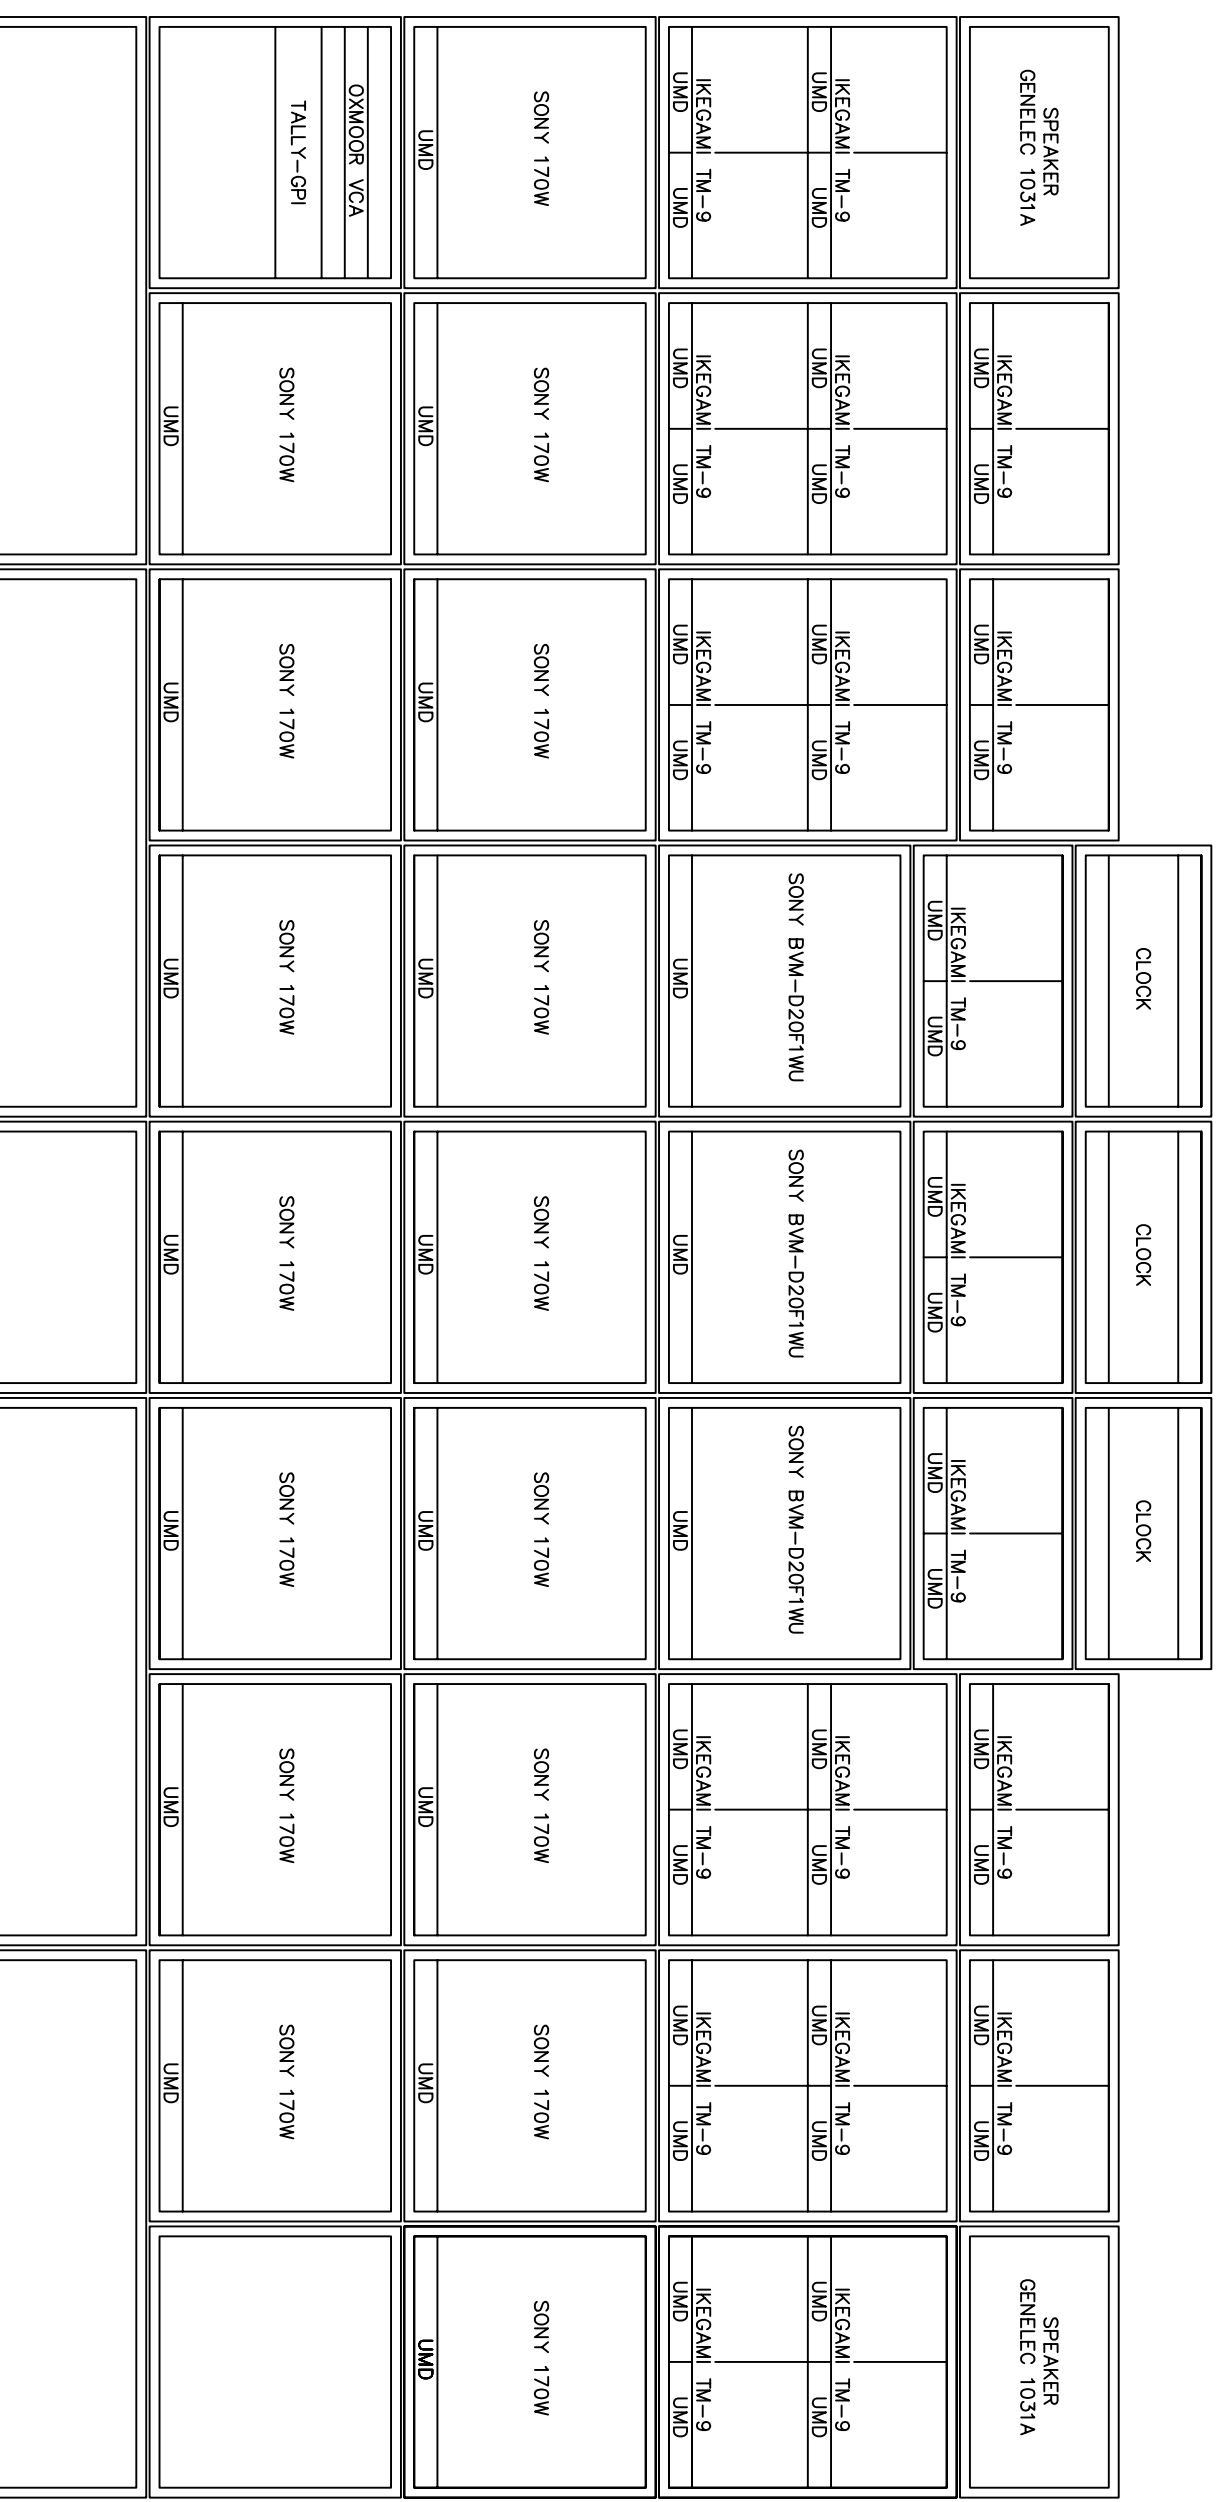 CLOCK
CLOCK
CLOCK
SPEAKER
GENELEC 1031A
IKEGAMI TM-9
UMD UMD
IKEGAMI TM-9
UMD UMD
IKEGAMI TM-9
UMD UMD
IKEGAMI TM-9
UMD UMD
IKEGAMI TM-9
UMD UMD
IKEGAMI TM-9
UMD UMD
IKEGAMI TM-9
UMD UMD
SPEAKER
GENELEC 1031A
IKEGAMI TM-9
UMD UMD
IKEGAMI TM-9
UMD UMD
IKEGAMI TM-9
UMD UMD
IKEGAMI TM-9
UMD UMD
IKEGAMI TM-9
UMD UMD
IKEGAMI TM-9
UMD UMD
SONY BVM-D20F1WU
UMD
SONY BVM-D20F1WU
UMD
SONY BVM-D20F1WU
UMD
IKEGAMI TM-9
UMD UMD
IKEGAMI TM-9
UMD UMD
IKEGAMI TM-9
UMD UMD
IKEGAMI TM-9
UMD UMD
IKEGAMI TM-9
UMD UMD
IKEGAMI TM-9
UMD UMD
SONY 170W
UMD
SONY 170W
UMD
SONY 170W
UMD
SONY 170W
UMD
SONY 170W
UMD
SONY 170W
UMD
SONY 170W
UMD
SONY 170W
UMD
SONY 170W
UMD
OXMOOR VCA
TALLY-GPI
SONY 170W
UMD
SONY 170W
UMD
SONY 170W
UMD
SONY 170W
UMD
SONY 170W
UMD
SONY 170W
UMD
SONY 170W
UMD